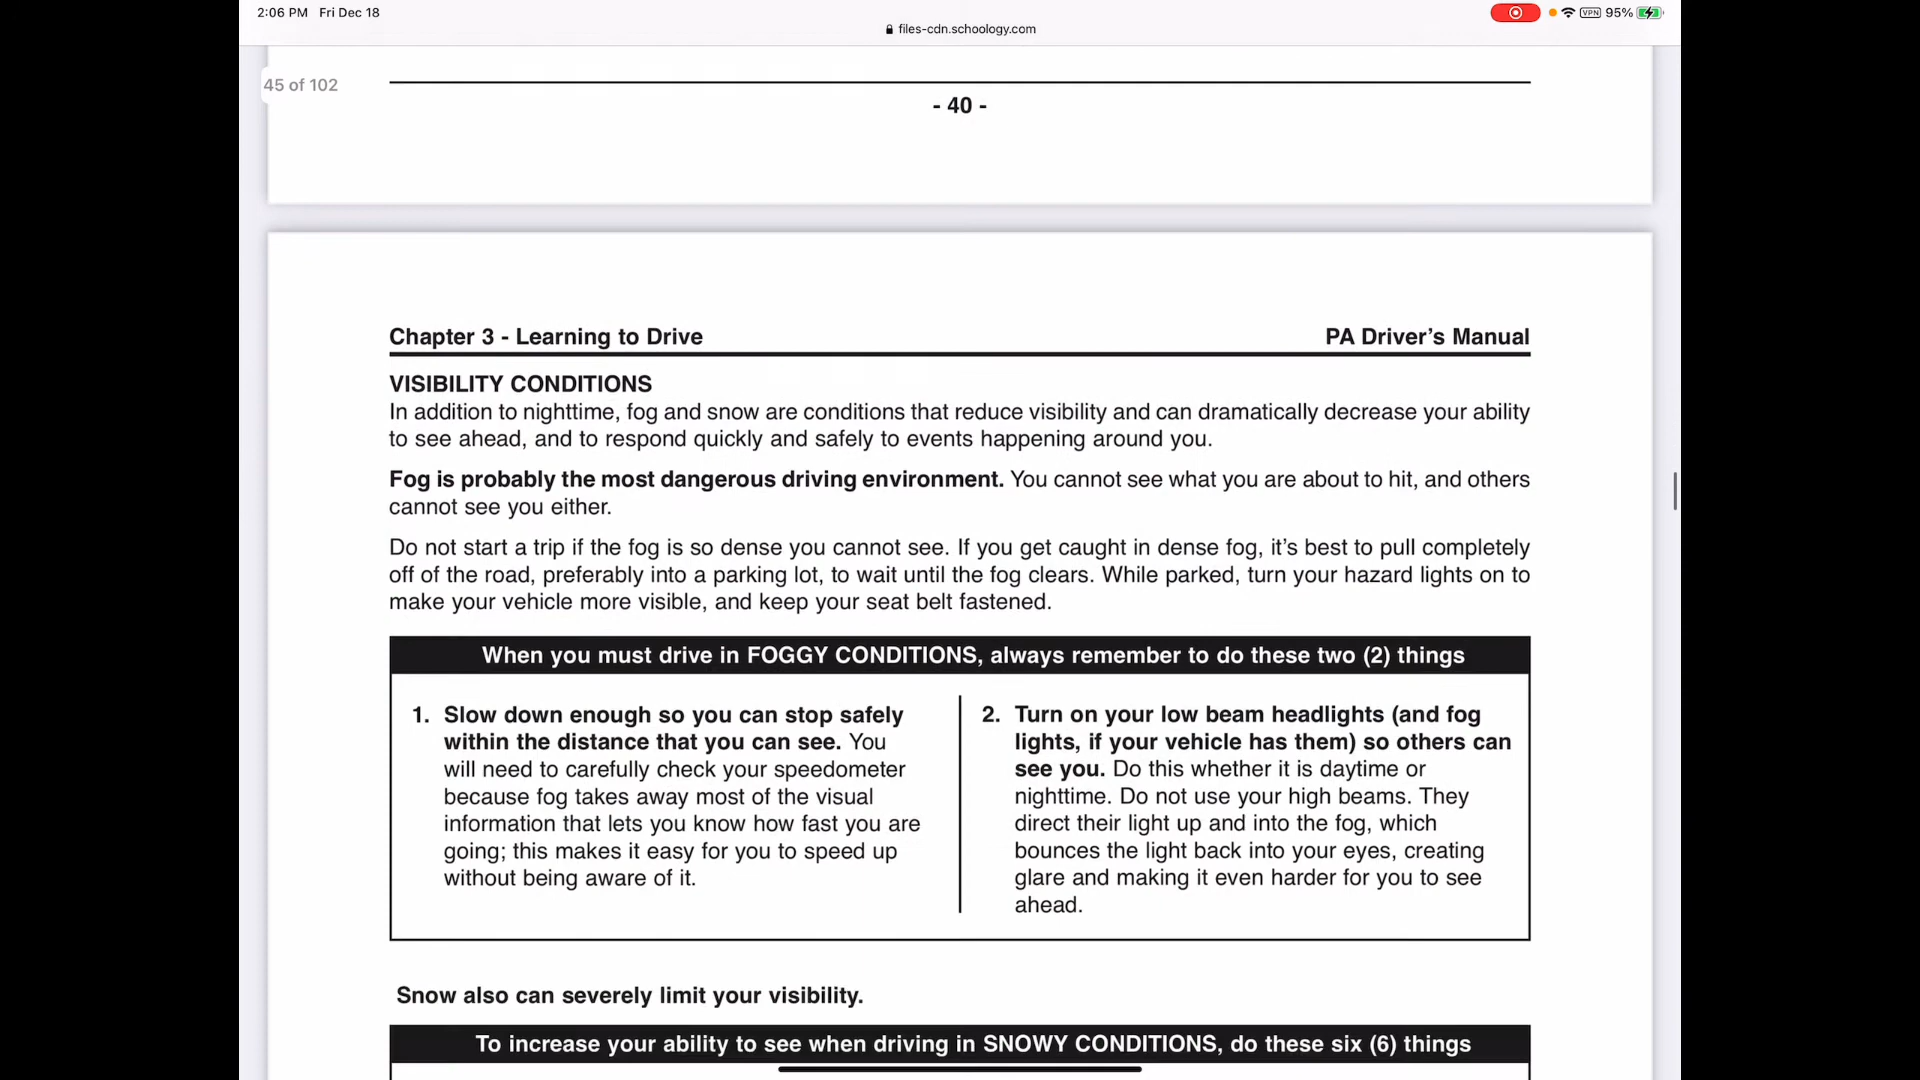 2:06 PM Fri Dec 18
files-cdn.schoology.com
VPN 95%
45 of 102
- 40 -
Chapter 3 - Learning to Drive
PA Driver’s Manual
VISIBILITY CONDITIONS
In addition to nighttime, fog and snow are conditions that reduce visibility and can dramatically decrease your ability
to see ahead, and to respond quickly and safely to events happening around you.
Fog is probably the most dangerous driving environment. You cannot see what you are about to hit, and others
cannot see you either.
Do not start a trip if the fog is so dense you cannot see. If you get caught in dense fog, it’s best to pull completely
off of the road, preferably into a parking lot, to wait until the fog clears. While parked, turn your hazard lights on to
make your vehicle more visible, and keep your seat belt fastened.
When you must drive in FOGGY CONDITIONS, always remember to do these two (2) things
1. Slow down enough so you can stop safely
within the distance that you can see. You
will need to carefully check your speedometer
because fog takes away most of the visual
information that lets you know how fast you are
going; this makes it easy for you to speed up
without being aware of it.
2. Turn on your low beam headlights (and fog
lights, if your vehicle has them) so others can
see you. Do this whether it is daytime or
nighttime. Do not use your high beams. They
direct their light up and into the fog, which
bounces the light back into your eyes, creating
glare and making it even harder for you to see
ahead.
Snow also can severely limit your visibility.
To increase your ability to see when driving in SNOWY CONDITIONS, do these six (6) things